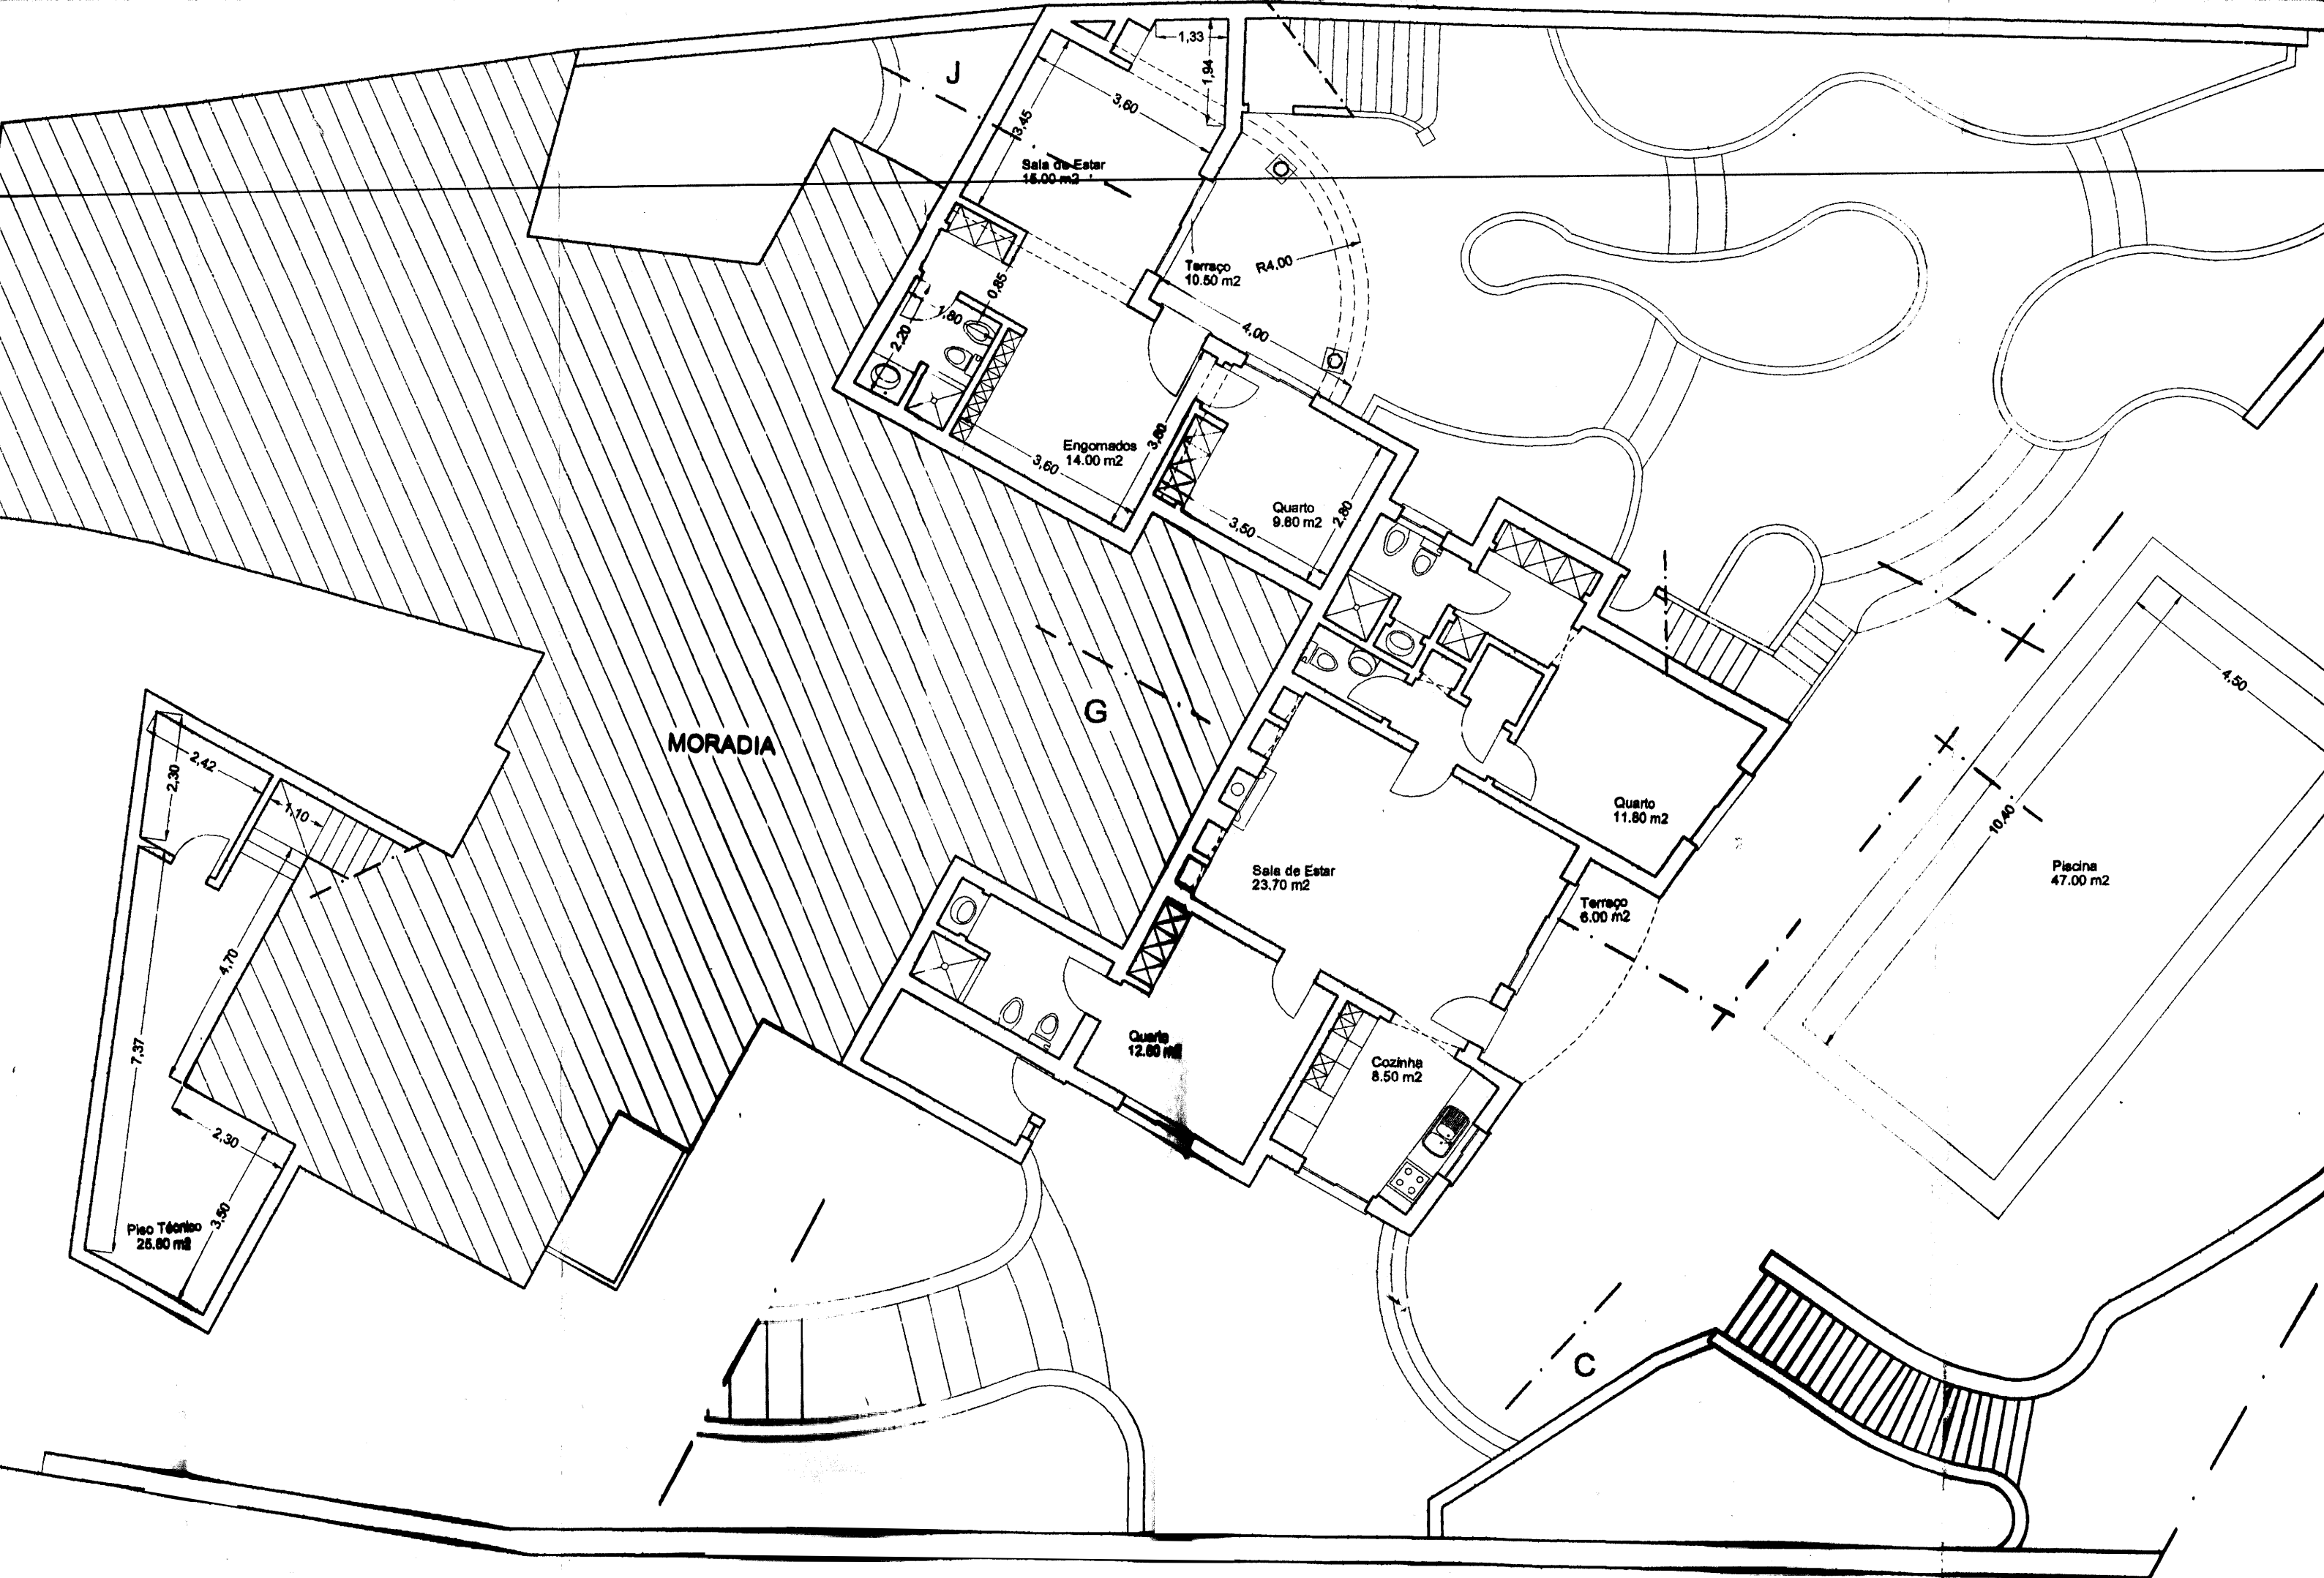 1,33
1,94
J
3,60
3,45
Sala de Estar
15.00 m2
Terraço
10.50 m2
R4,00
0,85
1,80
2,20
4,00
Engomados
14.00 m2
3,60
3,80
Quarto
9.80 m2
3,50
2,80
4,50
G
MORADIA
2,42
2,30
1,10
Quarto
11.80 m2
10,40
Sala de Estar
23.70 m2
Piscina
47.00 m2
Terraço
6.00 m2
4,70
7,37
Quarto
12.80 m2
Cozinha
8.50 m2
2,30
3,50
Piso Técnico
25.80 m2
C